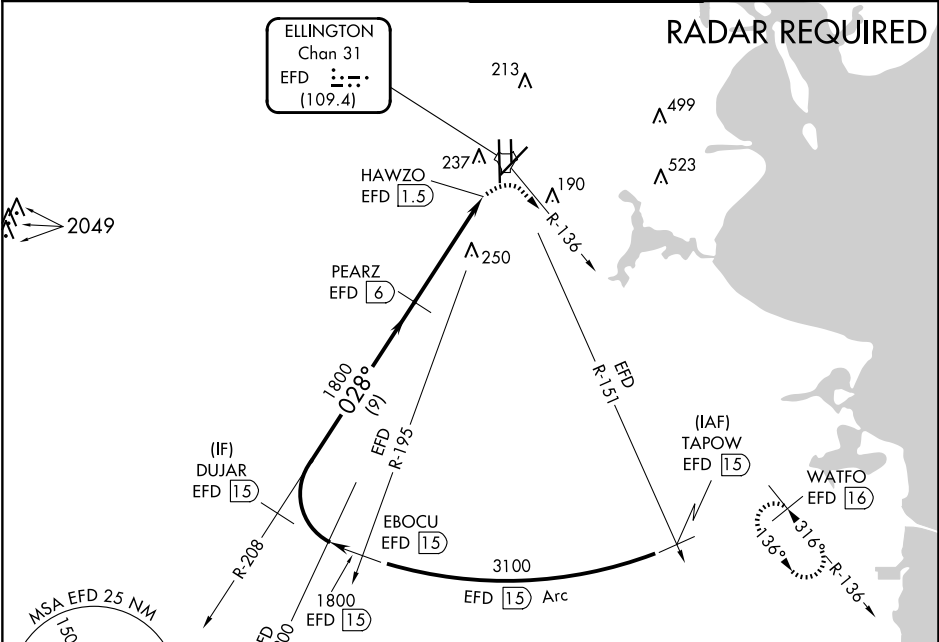 RADAR REQUIRED
ELLINGTON
Chan 31
EFD
(109.4)
213
499
237
523
HAWZO
EFD 1.5
190
R-136
2049
250
PEARZ
EFD 6
1800
028°
(9)
EFD
R-195
EFD
R-151
(IF)
DUJAR
EFD 15
(IAF)
TAPOW
EFD 15
WATFO
EFD 16
316°
136°
R-136
EBOCU
EFD 15
3100
EFD 15 Arc
R-208
1800
EFD 15
MSA EFD 25 NM